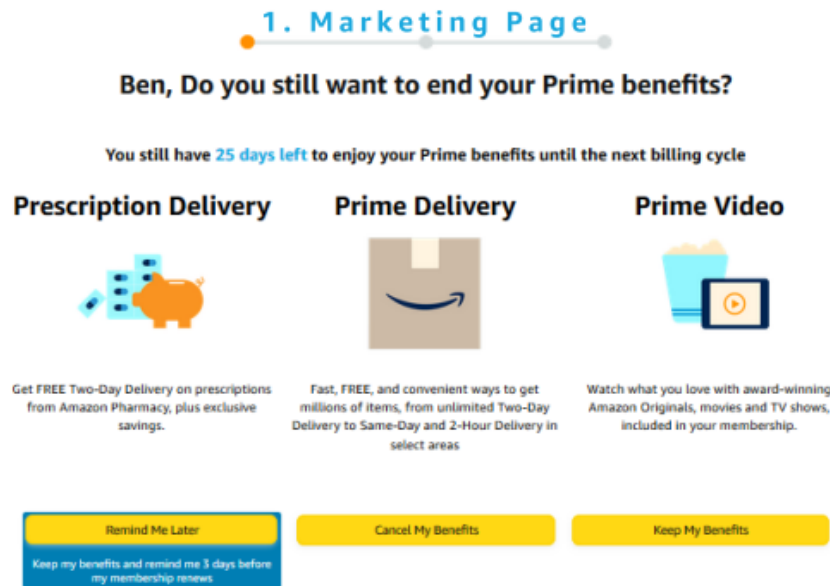 1. Marketing Page
Ben, Do you still want to end your Prime benefits?
You still have 25 days left to enjoy your Prime benefits until the next billing cycle
Prescription Delivery
Get FREE Two-Day Delivery on prescriptions
from Amazon Pharmacy, plus exclusive
savings.
Prime Delivery
Fast, FREE, and convenient ways to get
millions of items, from unlimited Two-Day
Delivery to Same-Day and 2-Hour Delivery in
select areas
Prime Video
Watch what you love with award-winning
Amazon Originals, movies and TV shows,
included in your membership.
Remind Me Later
Keep my benefits and remind me 3 days before
my membership renews
Cancel My Benefits
Keep My Benefits